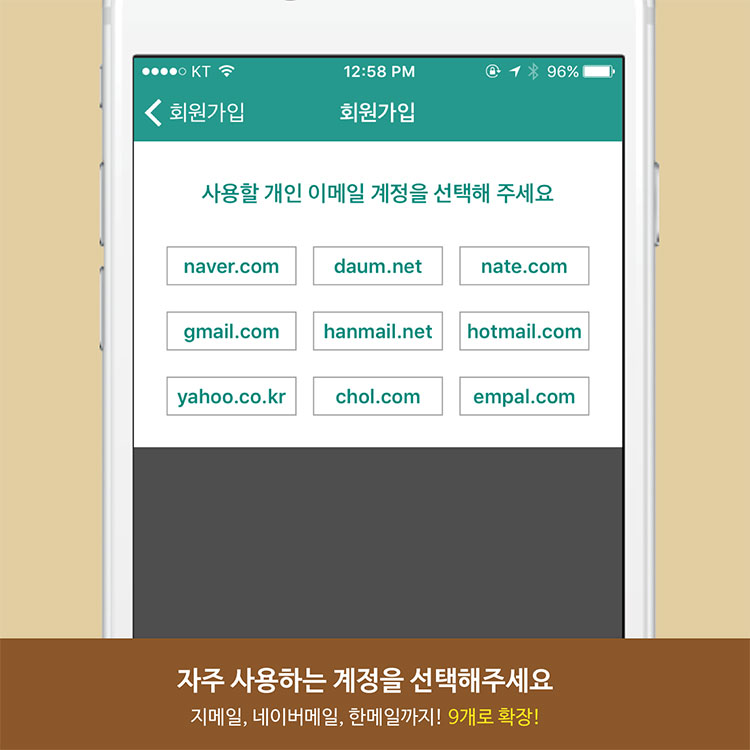 KT 12:58 PM 96%
회원가입 회원가입
사용할 개인 이메일 계정을 선택해 주세요
naver.com daum.net nate.com
gmail.com hanmail.net hotmail.com
yahoo.co.kr chol.com empal.com
자주 사용하는 계정을 선택해주세요
지메일, 네이버메일, 한메일까지! 9개로 확장!